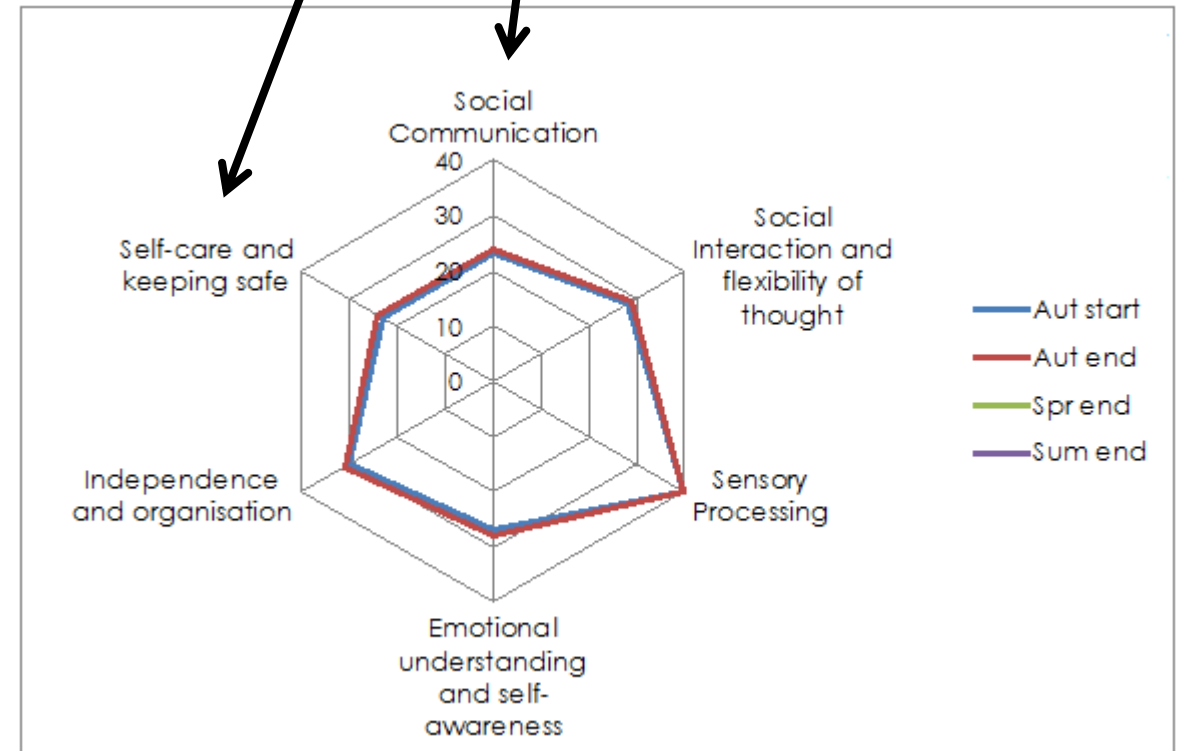 Social
Communication
40
30
20
10
0
Social
Interaction and
flexibility of
thought
Sensory
Processing
Emotional
understanding
and self-
awareness
Independence
and organisation
Self-care and
keeping safe
Aut start
Aut end
Spr end
Sum end